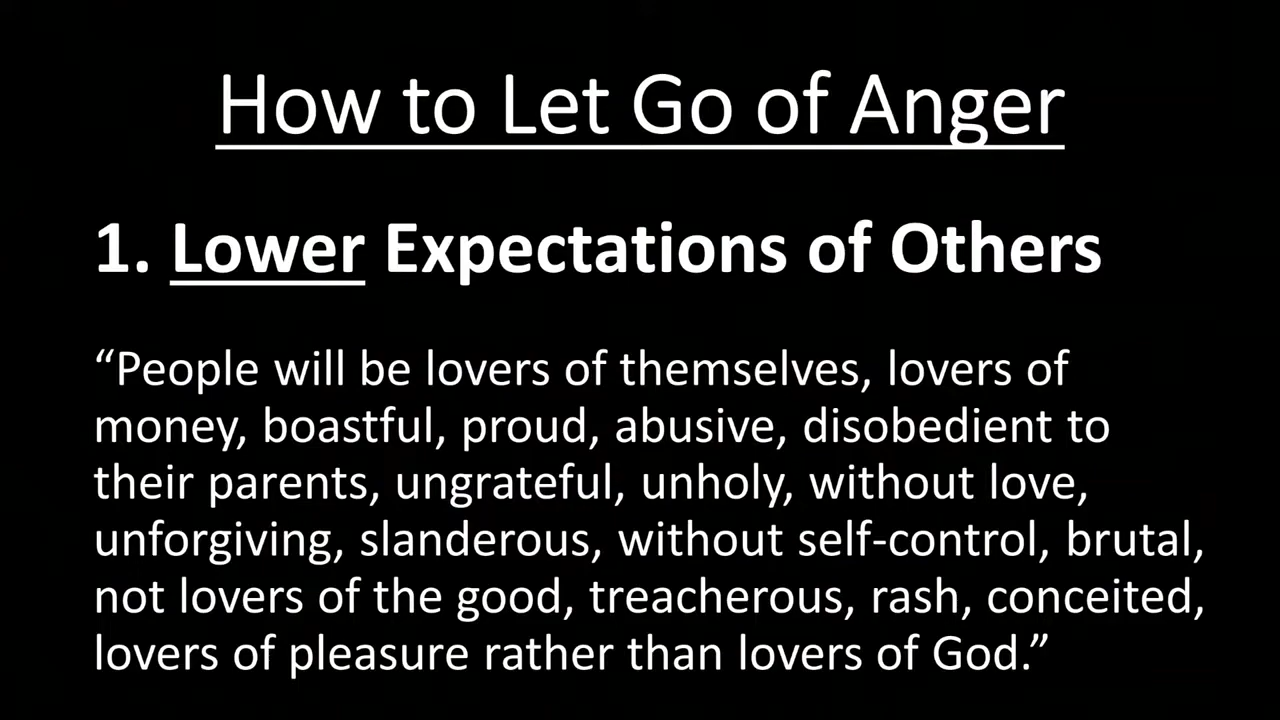 How to Let Go of Anger
1. Lower Expectations of Others
“People will be lovers of themselves, lovers of
money, boastful, proud, abusive, disobedient to
their parents, ungrateful, unholy, without love,
unforgiving, slanderous, without self-control, brutal,
not lovers of the good, treacherous, rash, conceited,
lovers of pleasure rather than lovers of God.”